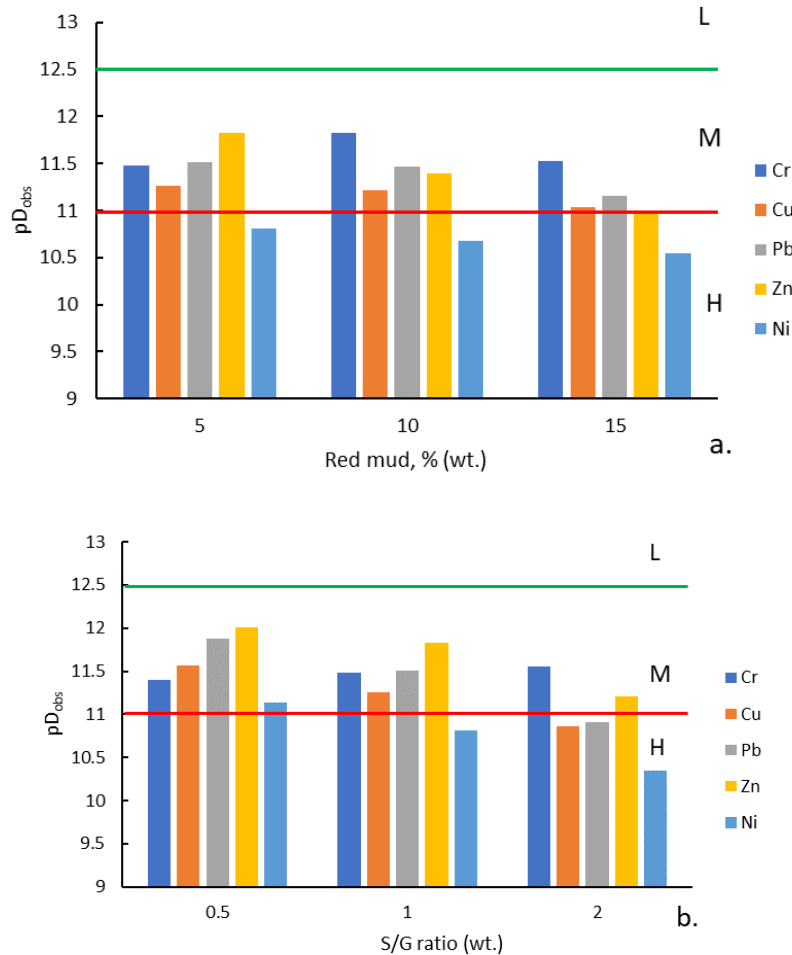 13
12.5
12
11.5
11
10.5
10
9.5
9
pD_obs
L
M
H
5
10
15
Red mud, % (wt.)
a.
Cr
Cu
Pb
Zn
Ni
13
12.5
12
11.5
11
10.5
10
9.5
9
pD_obs
L
M
H
0.5
1
2
S/G ratio (wt.)
b.
Cr
Cu
Pb
Zn
Ni